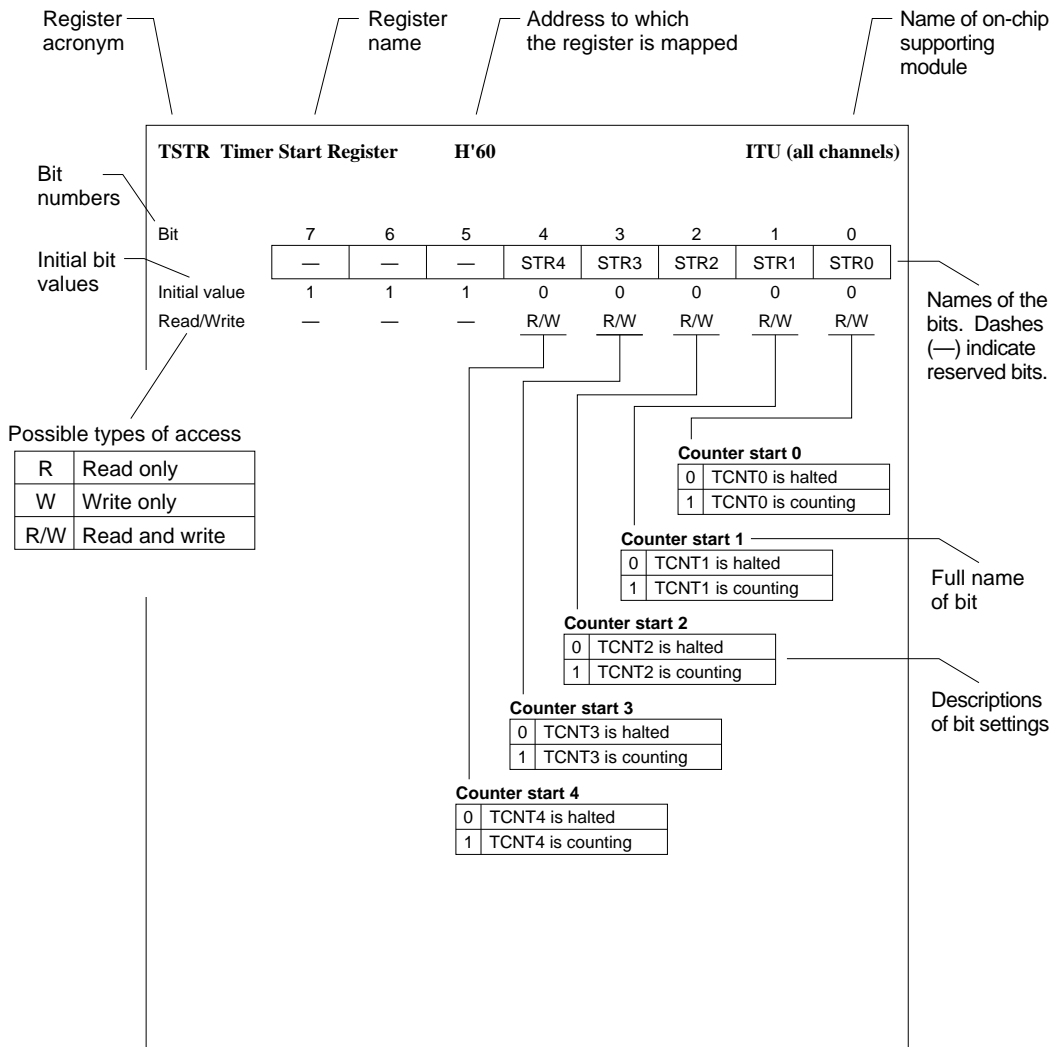 Register
acronym
Register
name
Address to which
the register is mapped
Name of on-chip
supporting
module
TSTR Timer Start Register H'60 ITU (all channels)
Bit
numbers
Bit 7 6 5 4 3 2 1 0
— — — STR4 STR3 STR2 STR1 STR0
Initial bit
values
Initial value 1 1 1 0 0 0 0 0
Read/Write — — — R/W R/W R/W R/W R/W
Names of the
bits. Dashes
(—) indicate
reserved bits.
Possible types of access
R Read only
W Write only
R/W Read and write
Counter start 0
0 TCNT0 is halted
1 TCNT0 is counting
Counter start 1
0 TCNT1 is halted
1 TCNT1 is counting
Full name
of bit
Counter start 2
0 TCNT2 is halted
1 TCNT2 is counting
Descriptions
of bit settings
Counter start 3
0 TCNT3 is halted
1 TCNT3 is counting
Counter start 4
0 TCNT4 is halted
1 TCNT4 is counting